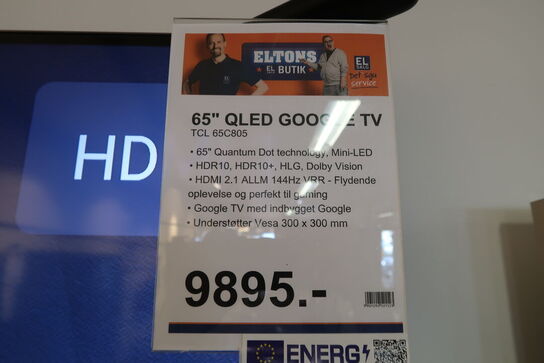 ELTONS
EL BUTIK
EL
SALG
Det sgu
service
65" QLED GOOGLE TV
TCL 65C805
• 65" Quantum Dot technology, Mini-LED
• HDR10, HDR10+, HLG, Dolby Vision
• HDMI 2.1 ALLM 144Hz VRR - Flydende
oplevelse og perfekt til gaming
• Google TV med indbygget Google
• Understøtter Vesa 300 x 300 mm
HD
9895.-
ENERG